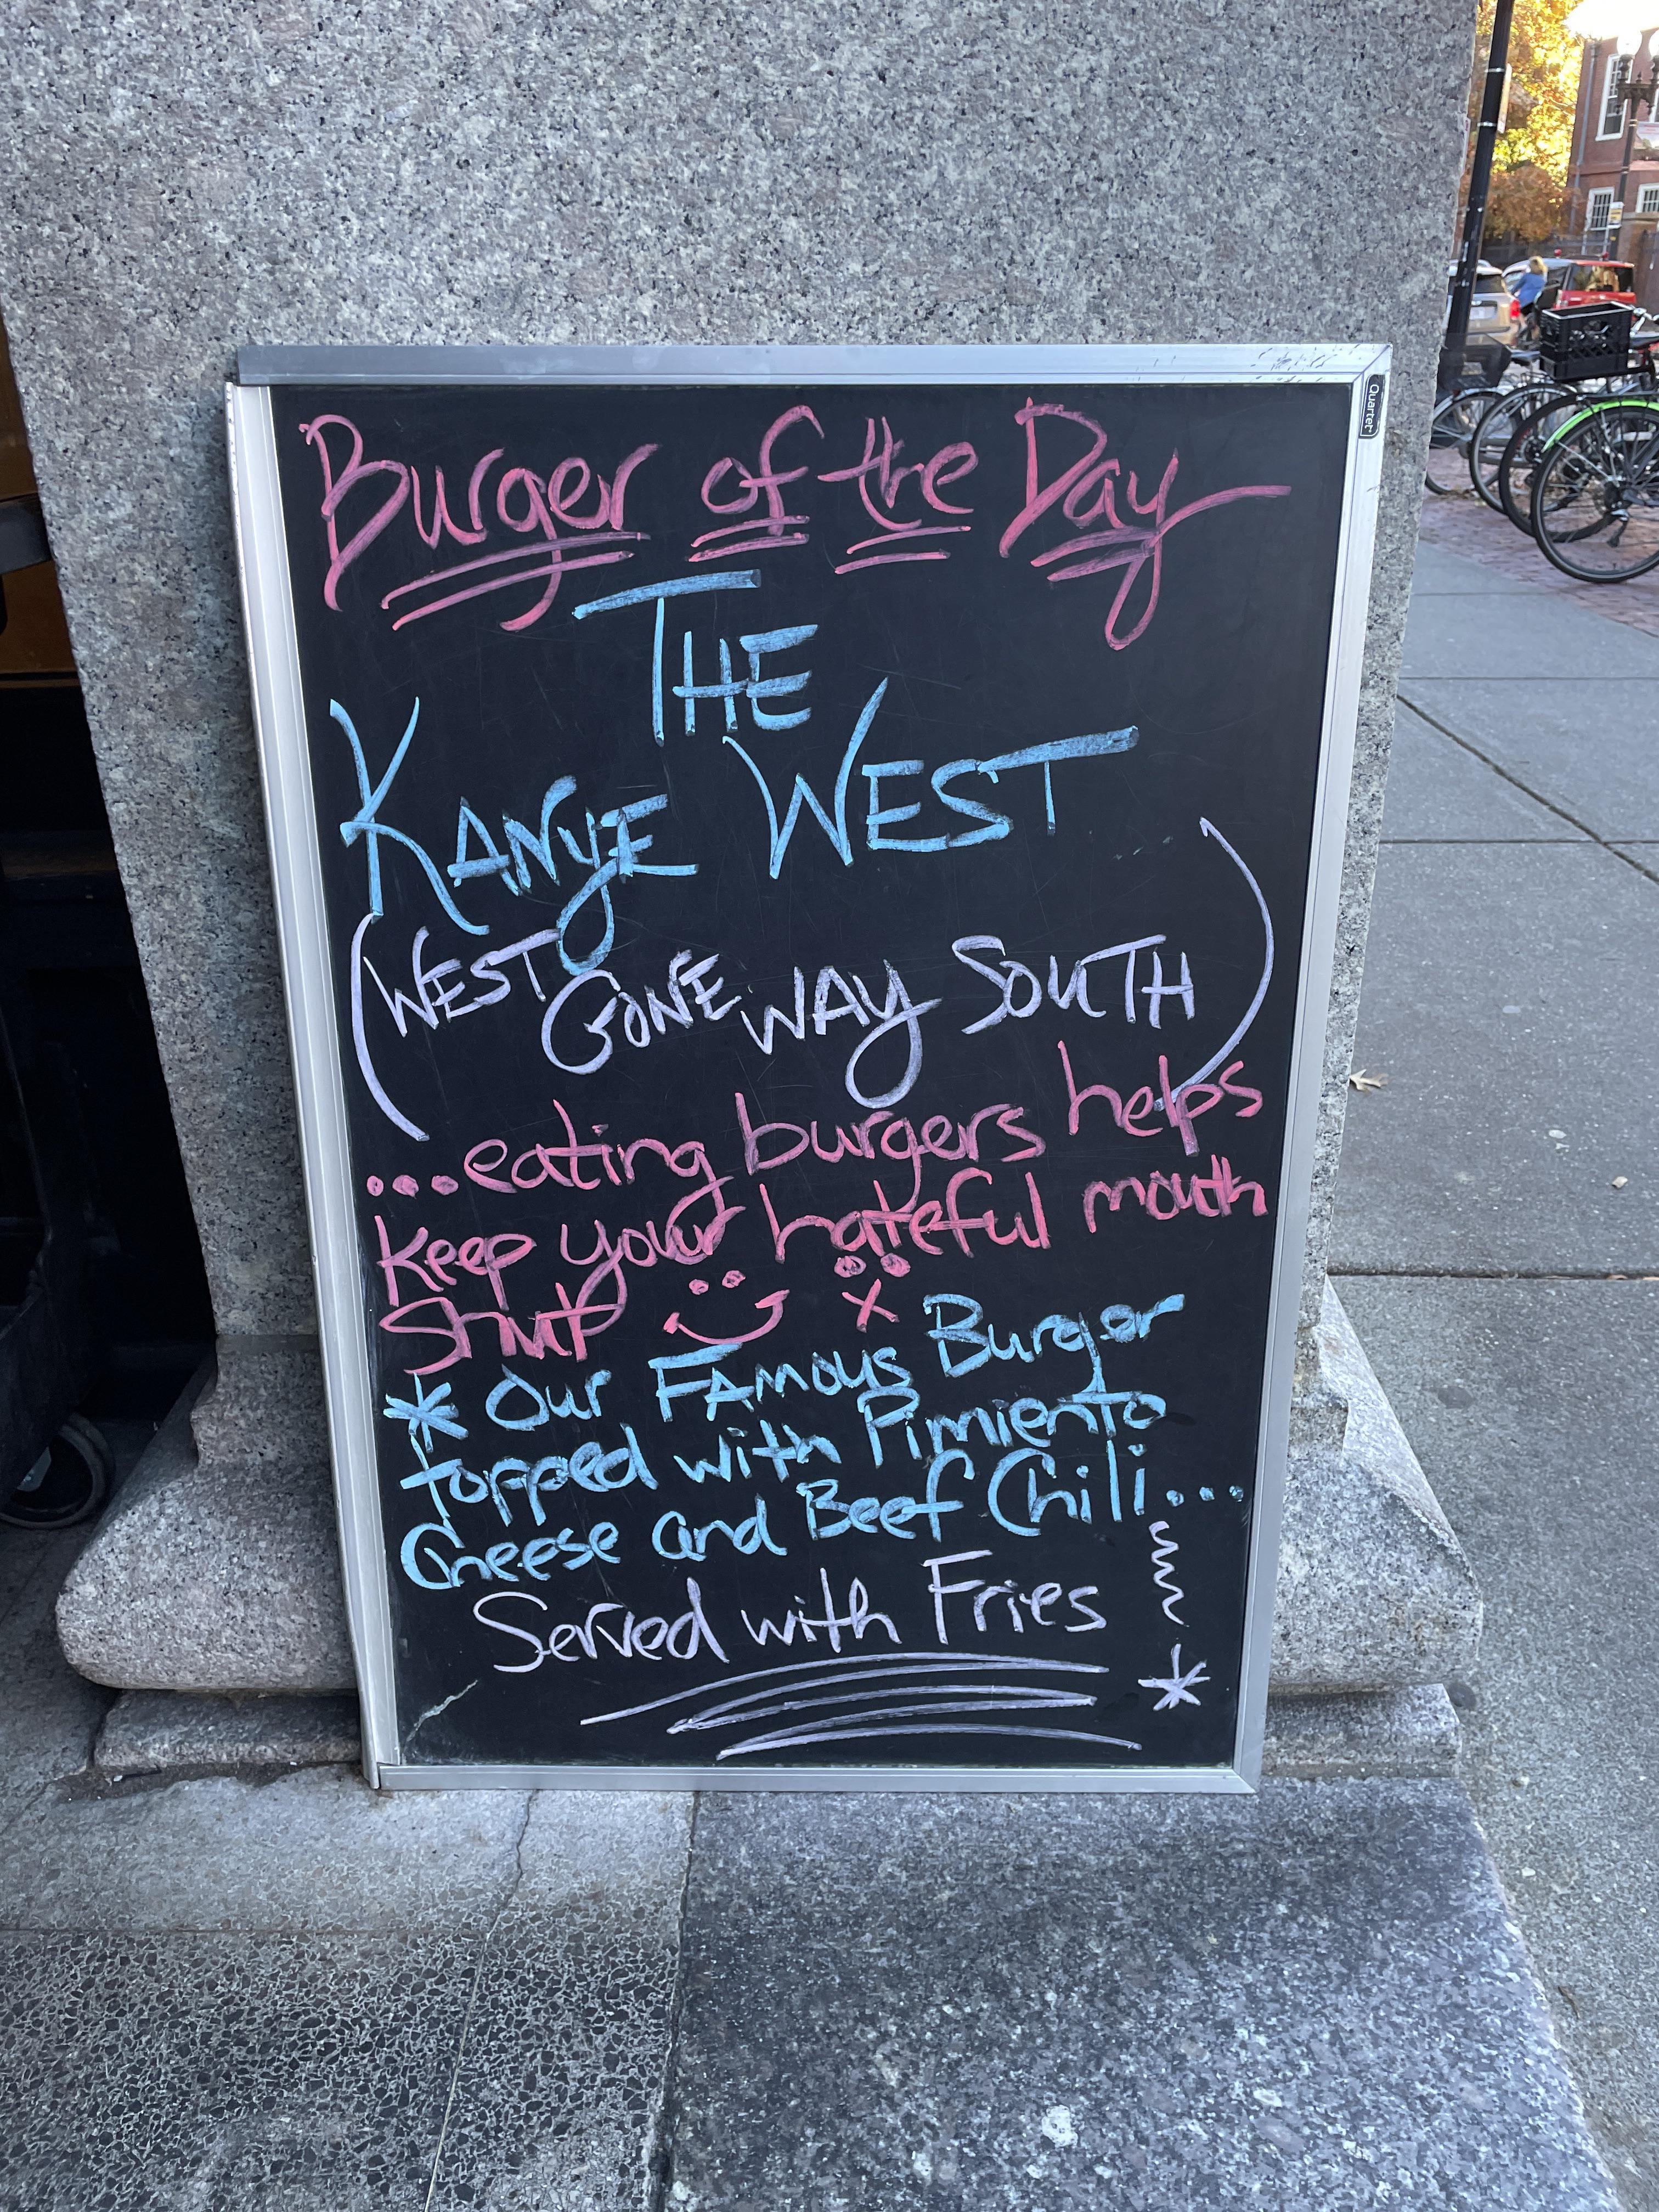 Quartet
Burger of the Day
THE
KANYE WEST
(WEST GONE WAY SOUTH)
...eating burgers helps
keep your hateful mouth
shut
* Our FAmous Burger
topped with Pimiento
Cheese and Beef Chili...
Served with Fries
*